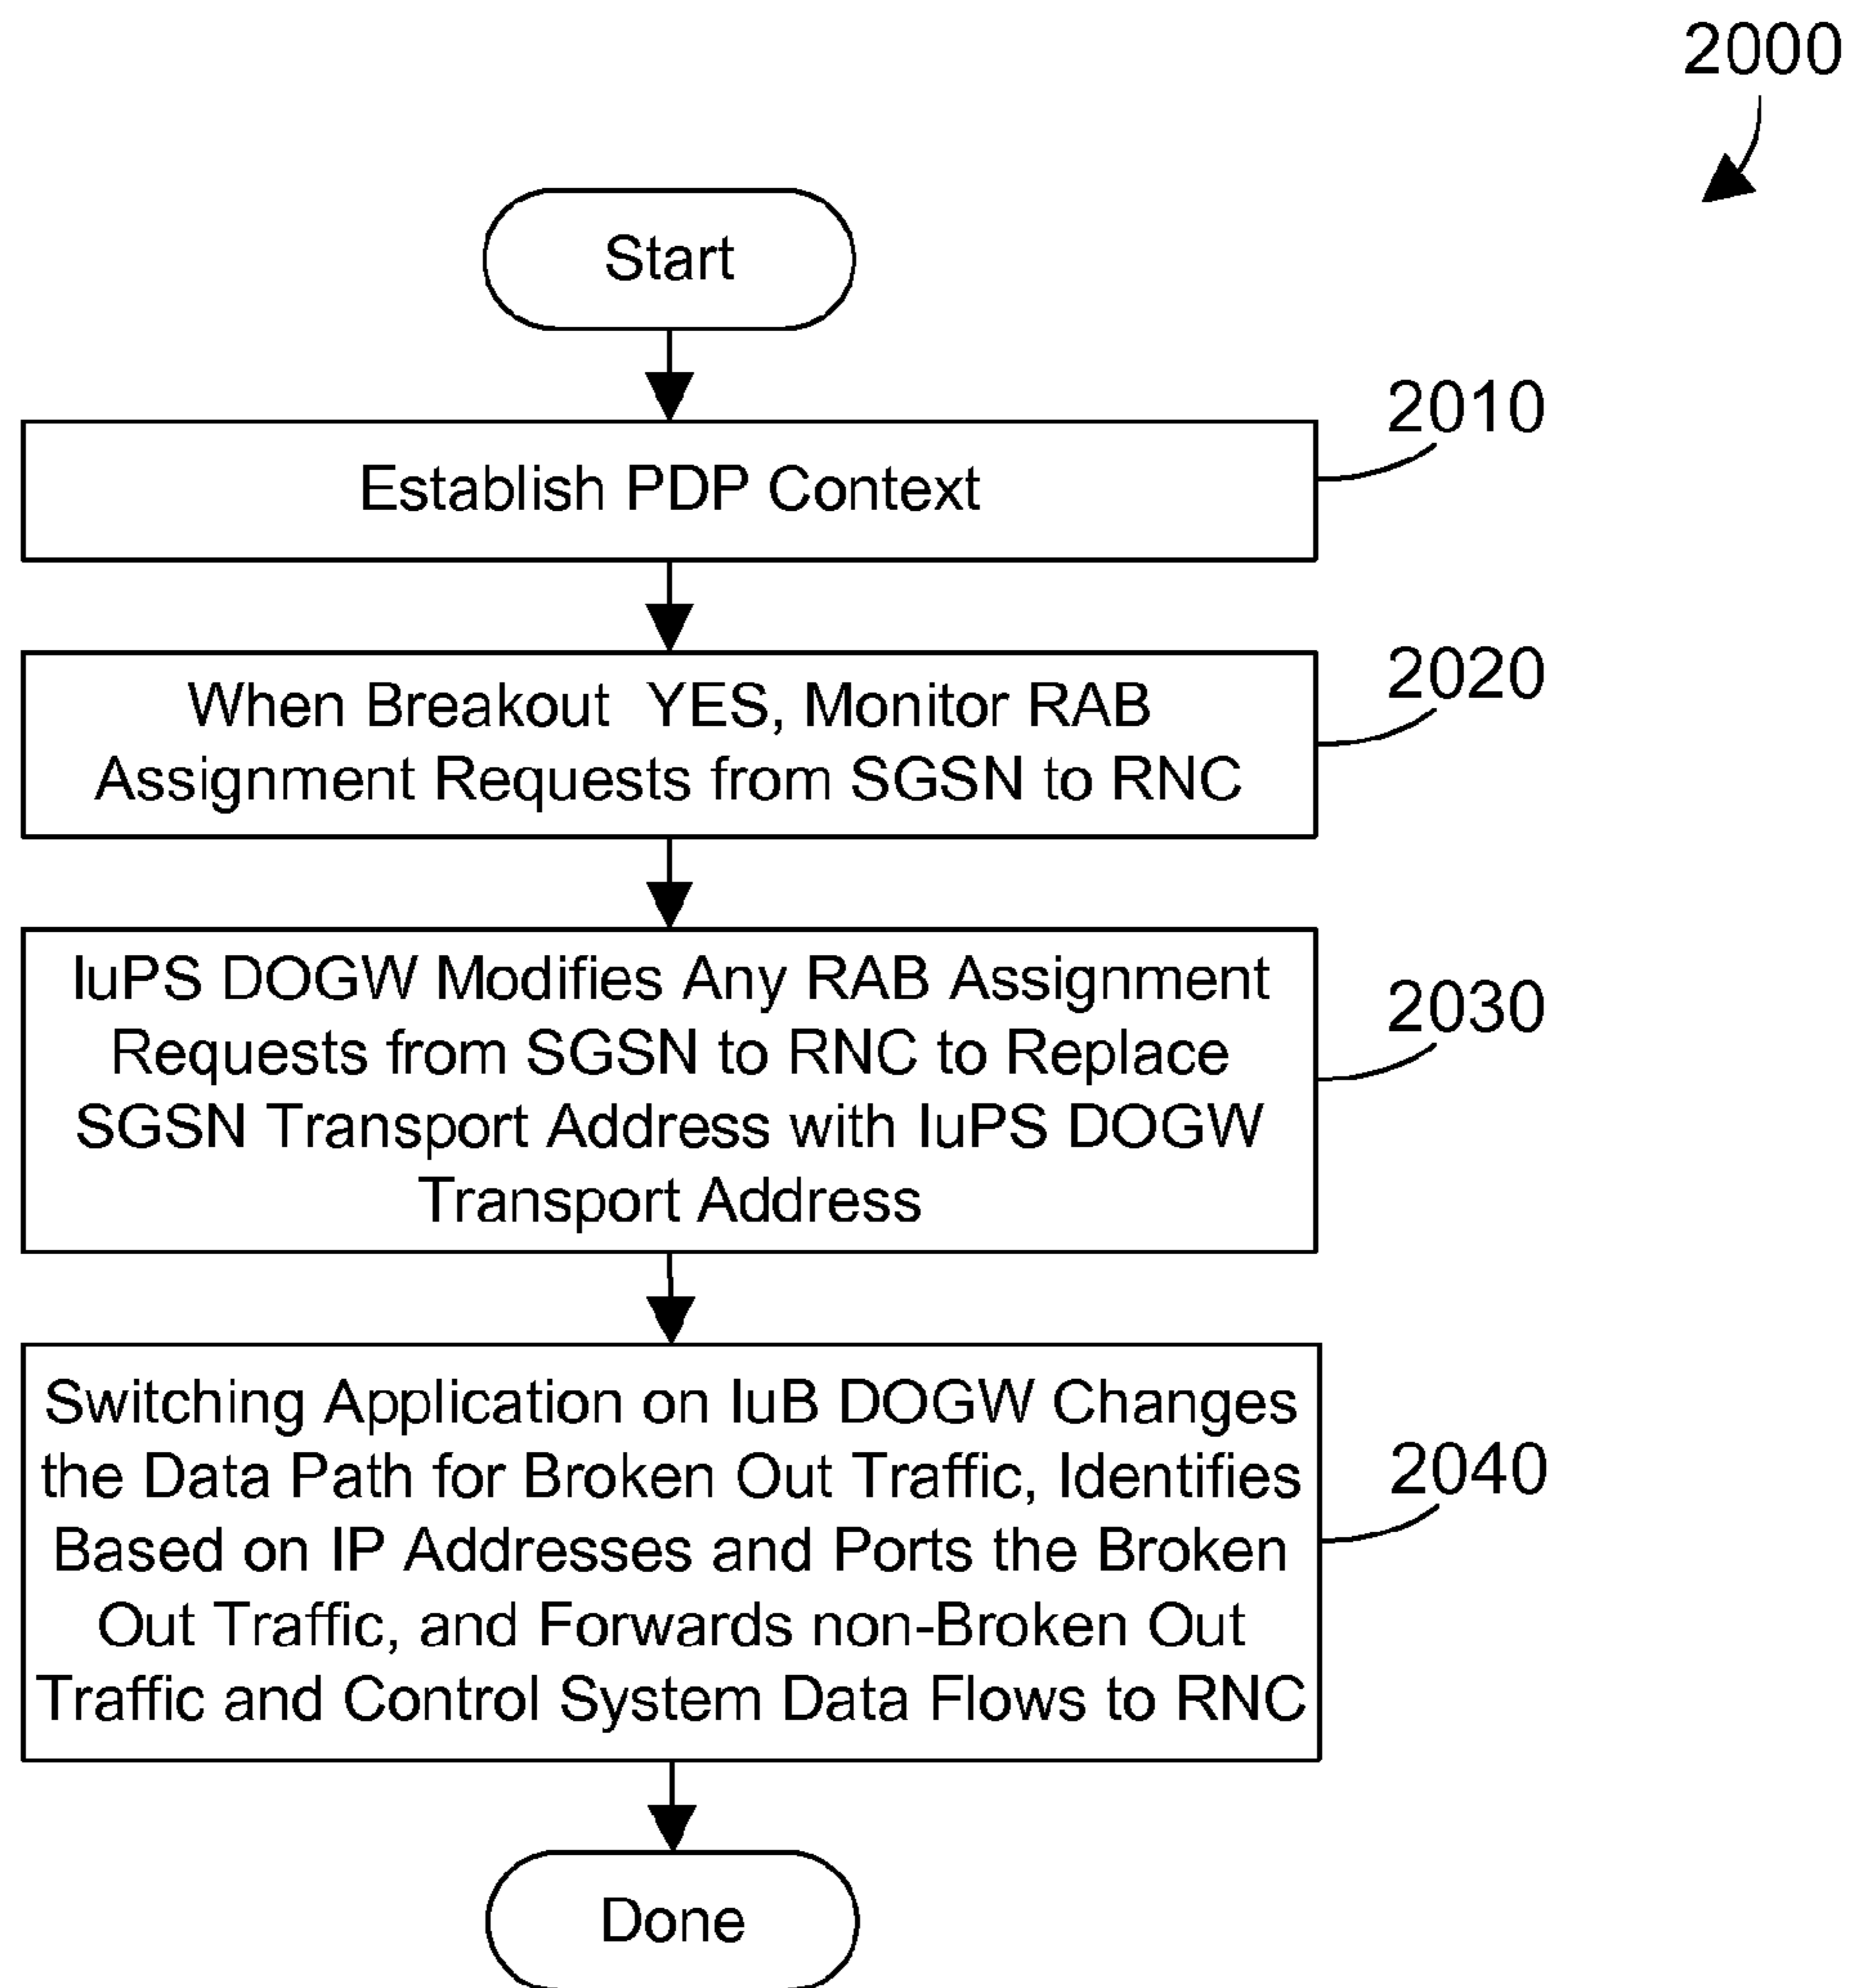 2000
Start
2010
Establish PDP Context
2020
When Breakout YES, Monitor RAB
Assignment Requests from SGSN to RNC
2030
IuPS DOGW Modifies Any RAB Assignment
Requests from SGSN to RNC to Replace
SGSN Transport Address with IuPS DOGW
Transport Address
2040
Switching Application on IuB DOGW Changes
the Data Path for Broken Out Traffic, Identifies
Based on IP Addresses and Ports the Broken
Out Traffic, and Forwards non-Broken Out
Traffic and Control System Data Flows to RNC
Done